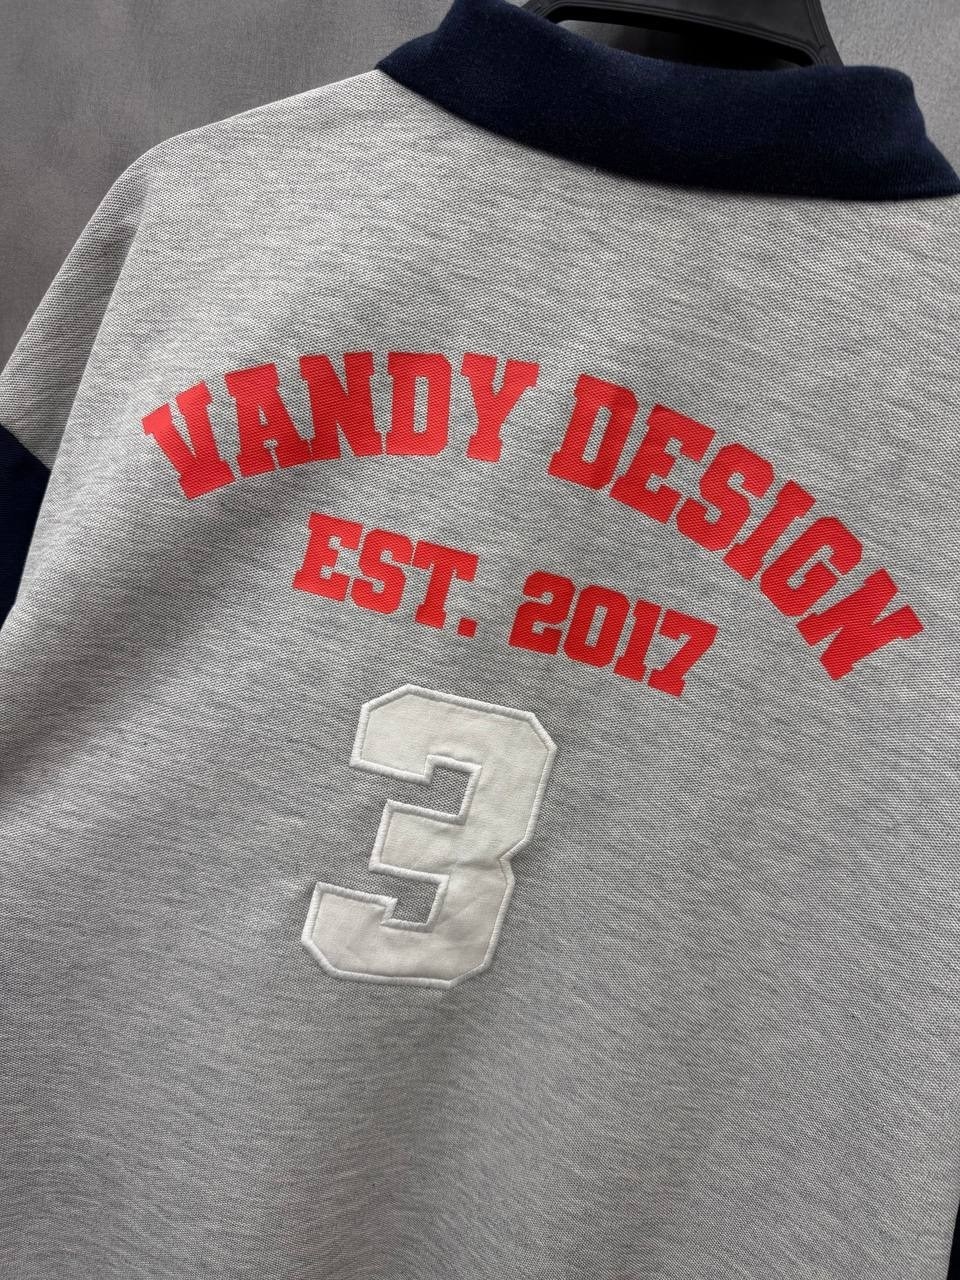 VANDY DESIGN
EST. 2017
3